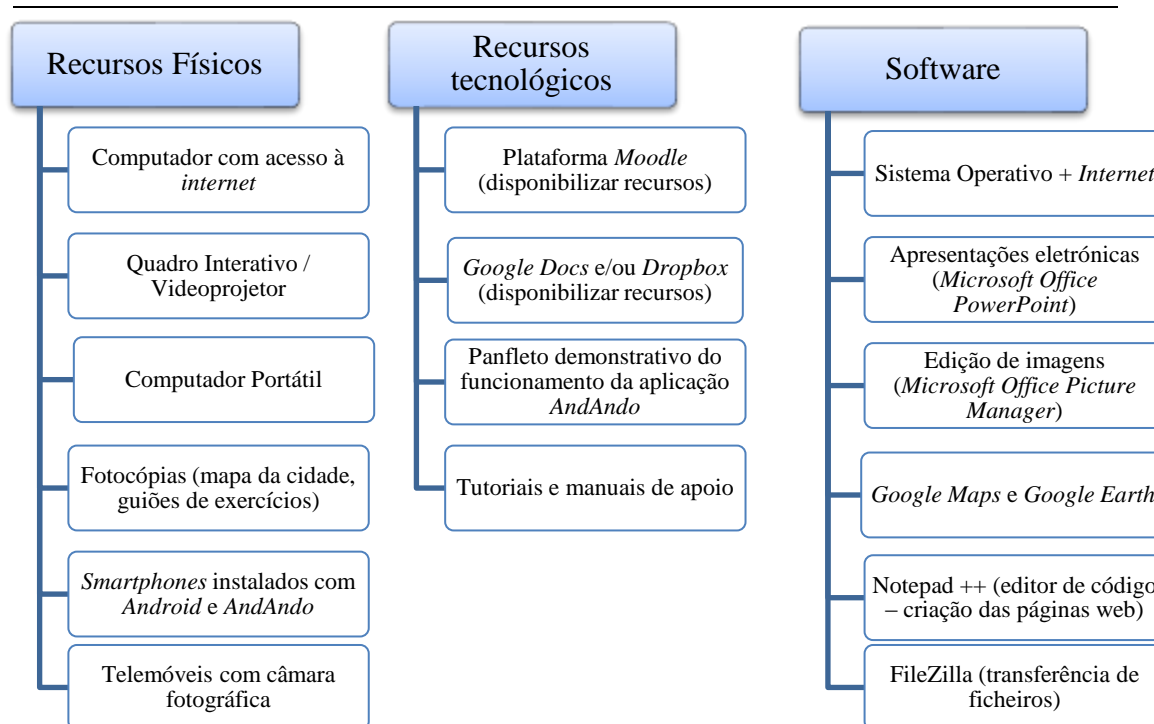 Recursos Físicos
Computador com acesso à
internet
Quadro Interativo /
Videoprojetor
Computador Portátil
Fotocópias (mapa da cidade,
guiões de exercícios)
Smartphones instalados com
Android e AndAndo
Telemóveis com câmara
fotográfica
Recursos
tecnológicos
Plataforma Moodle
(disponibilizar recursos)
Google Docs e/ou Dropbox
(disponibilizar recursos)
Panfleto demonstrativo do
funcionamento da aplicação
AndAndo
Tutoriais e manuais de apoio
Software
Sistema Operativo + Internet
Apresentações eletrónicas
(Microsoft Office
PowerPoint)
Edição de imagens
(Microsoft Office Picture
Manager)
Google Maps e Google Earth
Notepad ++ (editor de código
– criação das páginas web)
FileZilla (transferência de
ficheiros)